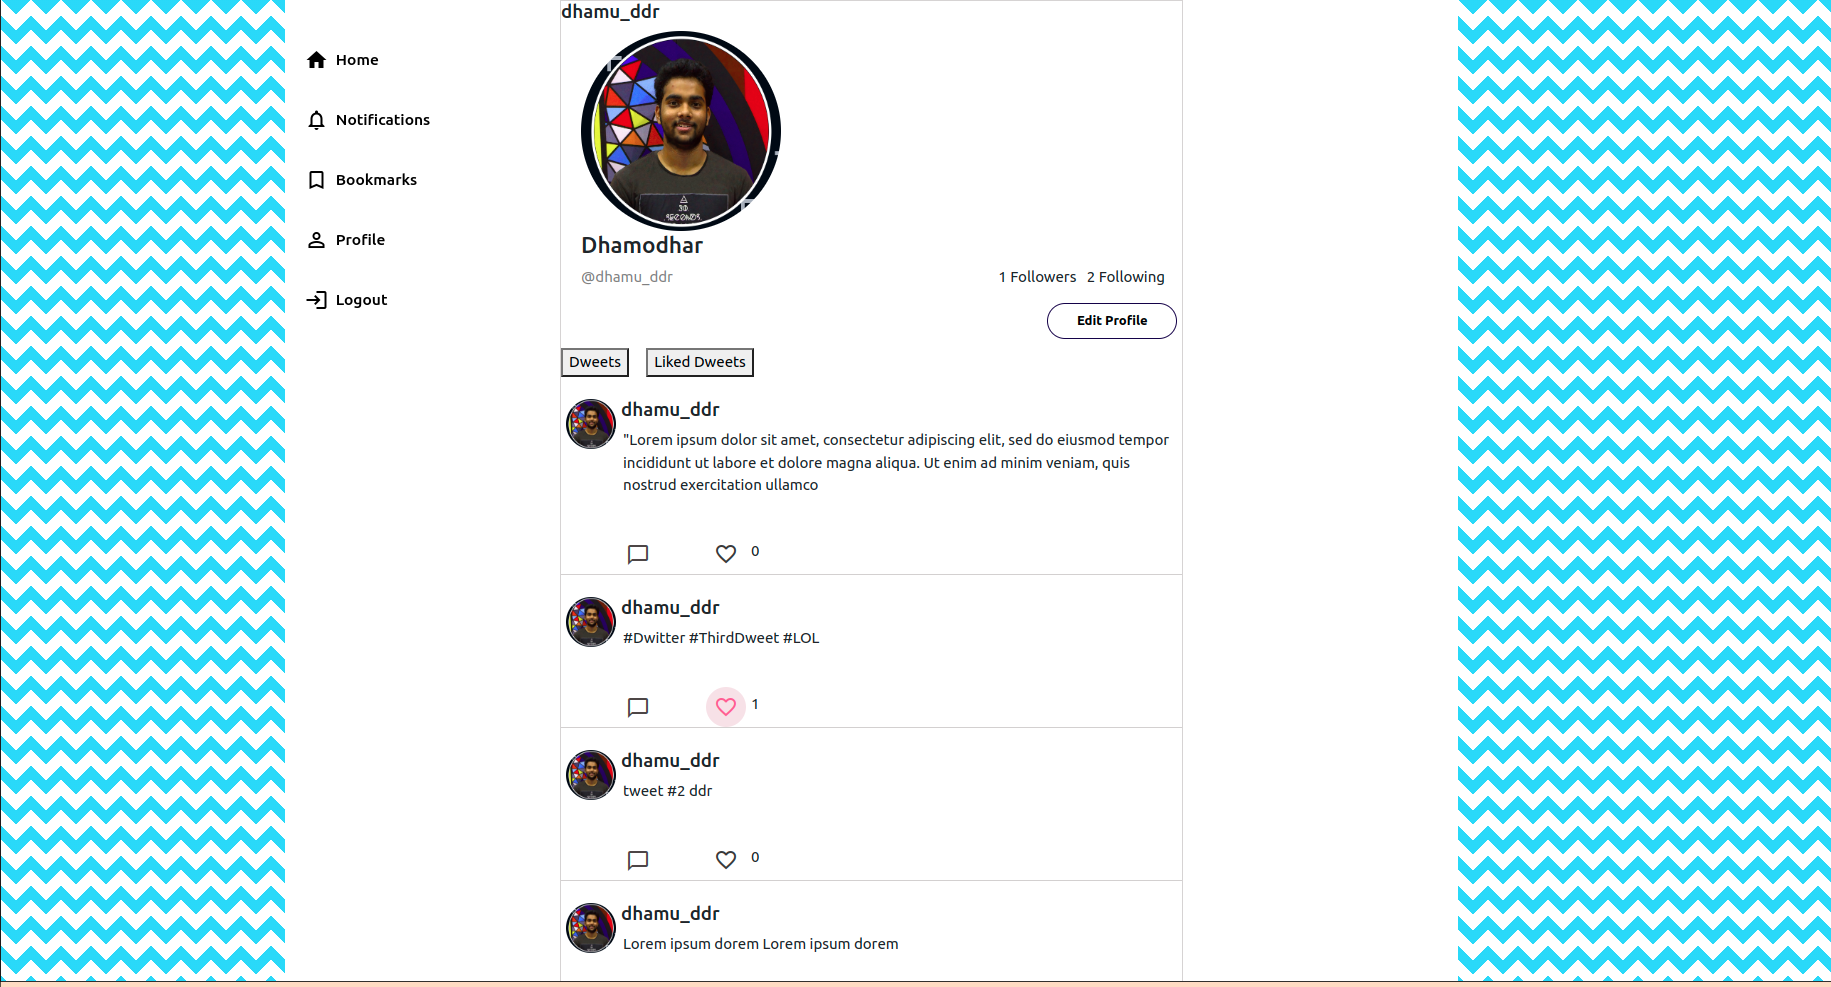 dhamu_ddr
Home
Notifications
Bookmarks
Profile
Logout
30
SECONDS
Dhamodhar
@dhamu_ddr
1 Followers 2 Following
Edit Profile
Dweets
Liked Dweets
dhamu_ddr
"Lorem ipsum dolor sit amet, consectetur adipiscing elit, sed do eiusmod tempor
incididunt ut labore et dolore magna aliqua. Ut enim ad minim veniam, quis
nostrud exercitation ullamco
0
dhamu_ddr
#Dwitter #ThirdDweet #LOL
1
dhamu_ddr
tweet #2 ddr
0
dhamu_ddr
Lorem ipsum dorem Lorem ipsum dorem